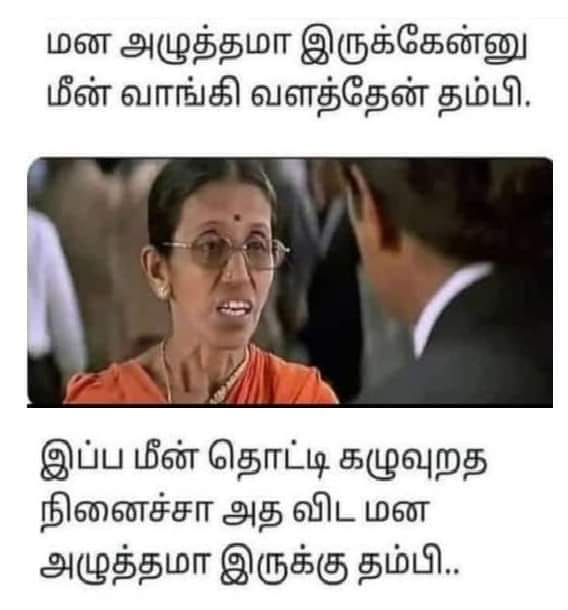 மன அழுத்தமா இருக்கேன்னு
மீன் வாங்கி வளத்தேன் தம்பி.
இப்ப மீன் தொட்டி கழுவுறத
நினைச்சா அத விட மன
அழுத்தமா இருக்கு தம்பி..